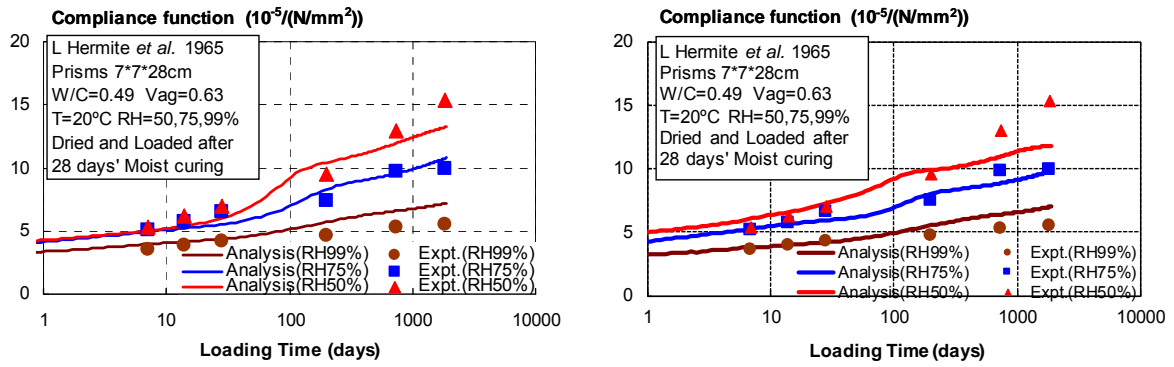 Compliance function (10⁻⁵/(N/mm²))
20
15
10
5
0
L Hermite et al. 1965
Prisms 7*7*28cm
W/C=0.49 Vag=0.63
T=20ºC RH=50,75,99%
Dried and Loaded after
28 days' Moist curing
Analysis(RH99%) Expt.(RH99%)
Analysis(RH75%) Expt.(RH75%)
Analysis(RH50%) Expt.(RH50%)
1 10 100 1000 10000
Loading Time (days)
Compliance function (10⁻⁵/(N/mm²))
20
15
10
5
0
L Hermite et al. 1965
Prisms 7*7*28cm
W/C=0.49 Vag=0.63
T=20ºC RH=50,75,99%
Dried and Loaded after
28 days' Moist curing
Analysis(RH99%) Expt.(RH99%)
Analysis(RH75%) Expt.(RH75%)
Analysis(RH50%) Expt.(RH50%)
1 10 100 1000 10000
Loading Time (days)